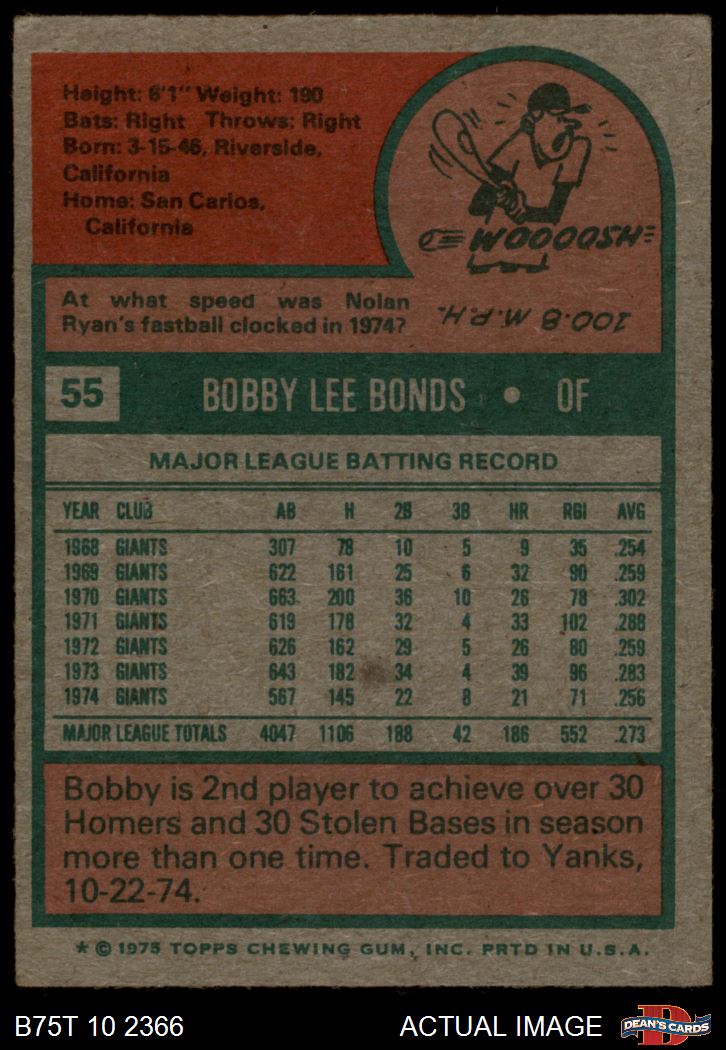 Height: 6'1" Weight: 190
Bats: Right Throws: Right
Born: 3-15-46, Riverside,
California
Home: San Carlos,
California
WOOOOSH
At what speed was Nolan
Ryan's fastball clocked in 1974?
100.8 M.P.H.
55 BOBBY LEE BONDS • OF
MAJOR LEAGUE BATTING RECORD
YEAR CLUB AB H 2B 3B HR RBI AVG
1968 GIANTS 307 78 10 5 9 35 .254
1969 GIANTS 622 161 25 6 32 90 .259
1970 GIANTS 663 200 36 10 26 78 .302
1971 GIANTS 619 178 32 4 33 102 .288
1972 GIANTS 626 162 29 5 26 80 .259
1973 GIANTS 643 182 34 4 39 96 .283
1974 GIANTS 567 145 22 8 21 71 .256
MAJOR LEAGUE TOTALS 4047 1106 188 42 186 552 .273
Bobby is 2nd player to achieve over 30
Homers and 30 Stolen Bases in season
more than one time. Traded to Yanks,
10-22-74.
* © 1975 TOPPS CHEWING GUM, INC. PRTD IN U.S.A.
B75T 10 2366 ACTUAL IMAGE
D
DEAN'S CARDS